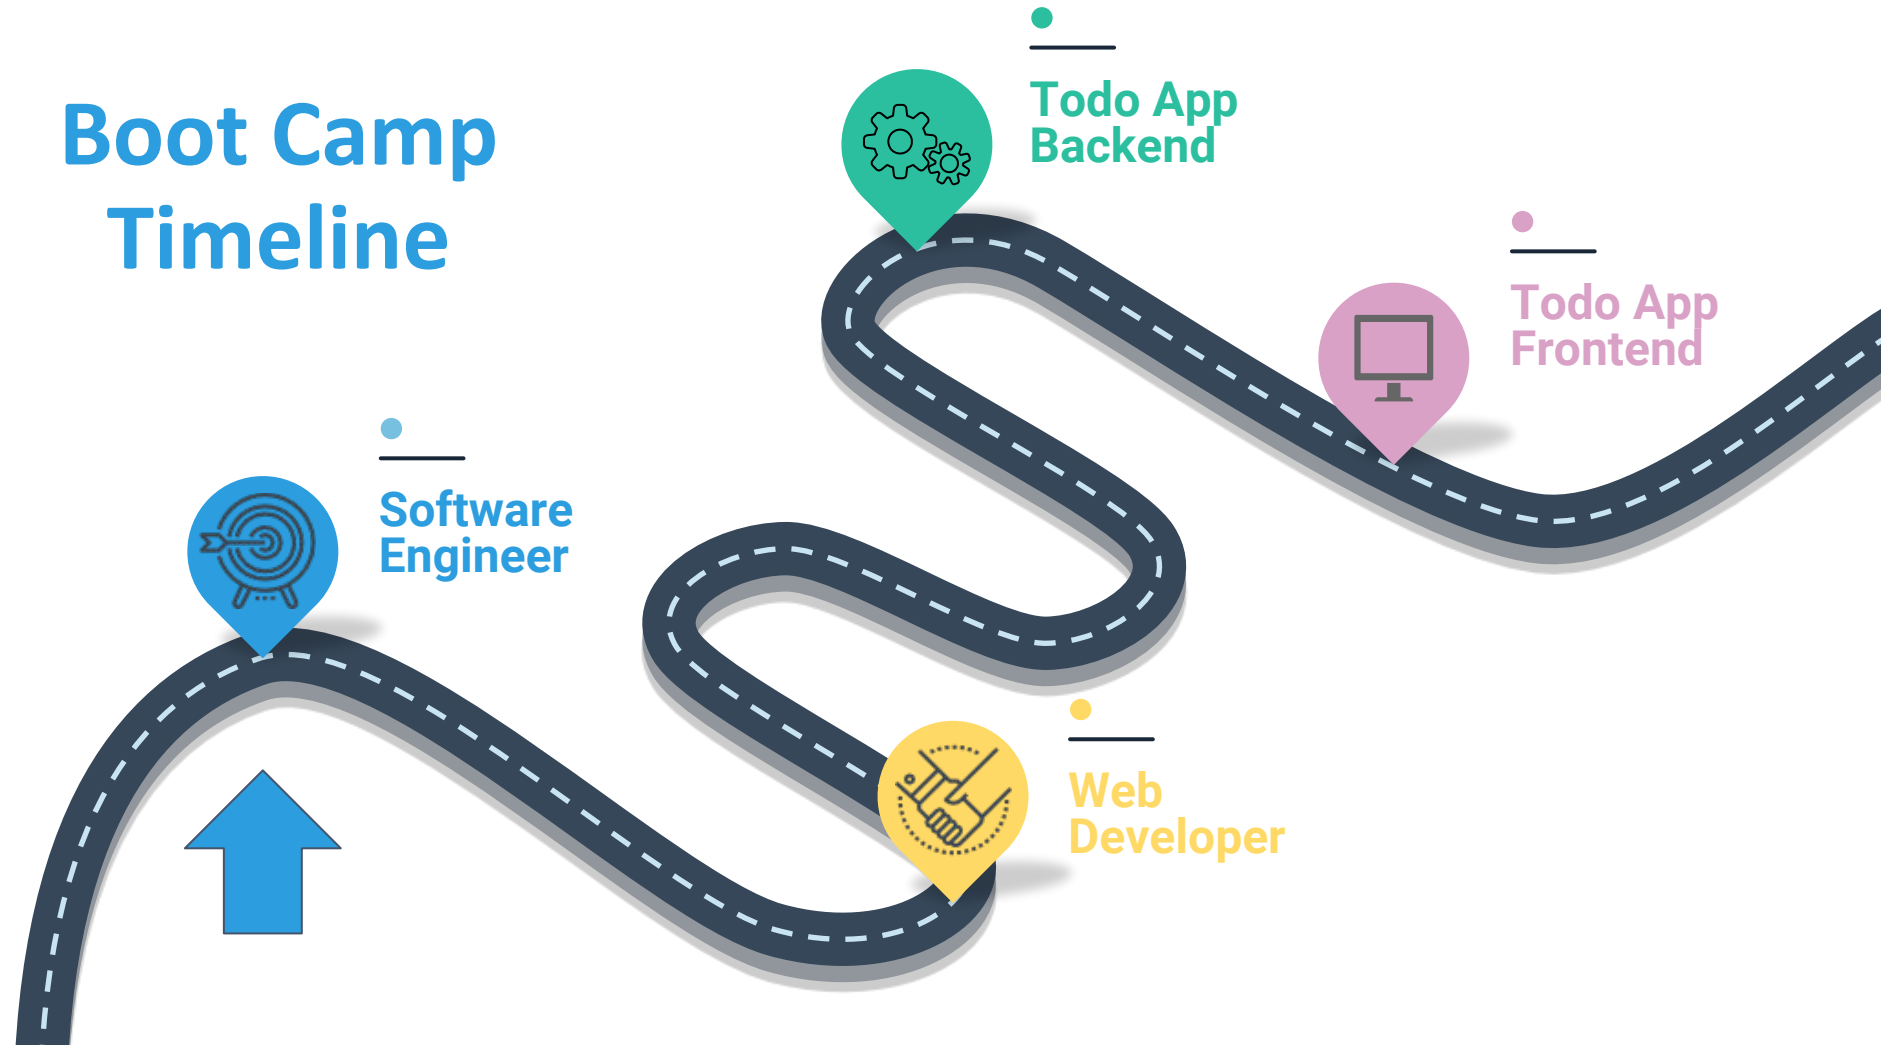 Boot Camp
Timeline
Software
Engineer
Web
Developer
Todo App
Backend
Todo App
Frontend